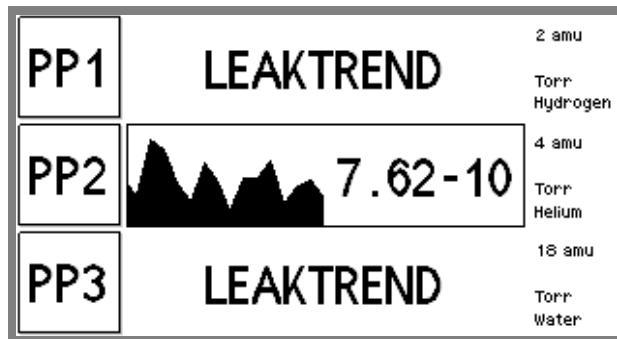 PP1
LEAKTREND
2 amu
Torr
Hydrogen
PP2
7.62-10
4 amu
Torr
Helium
PP3
LEAKTREND
18 amu
Torr
Water